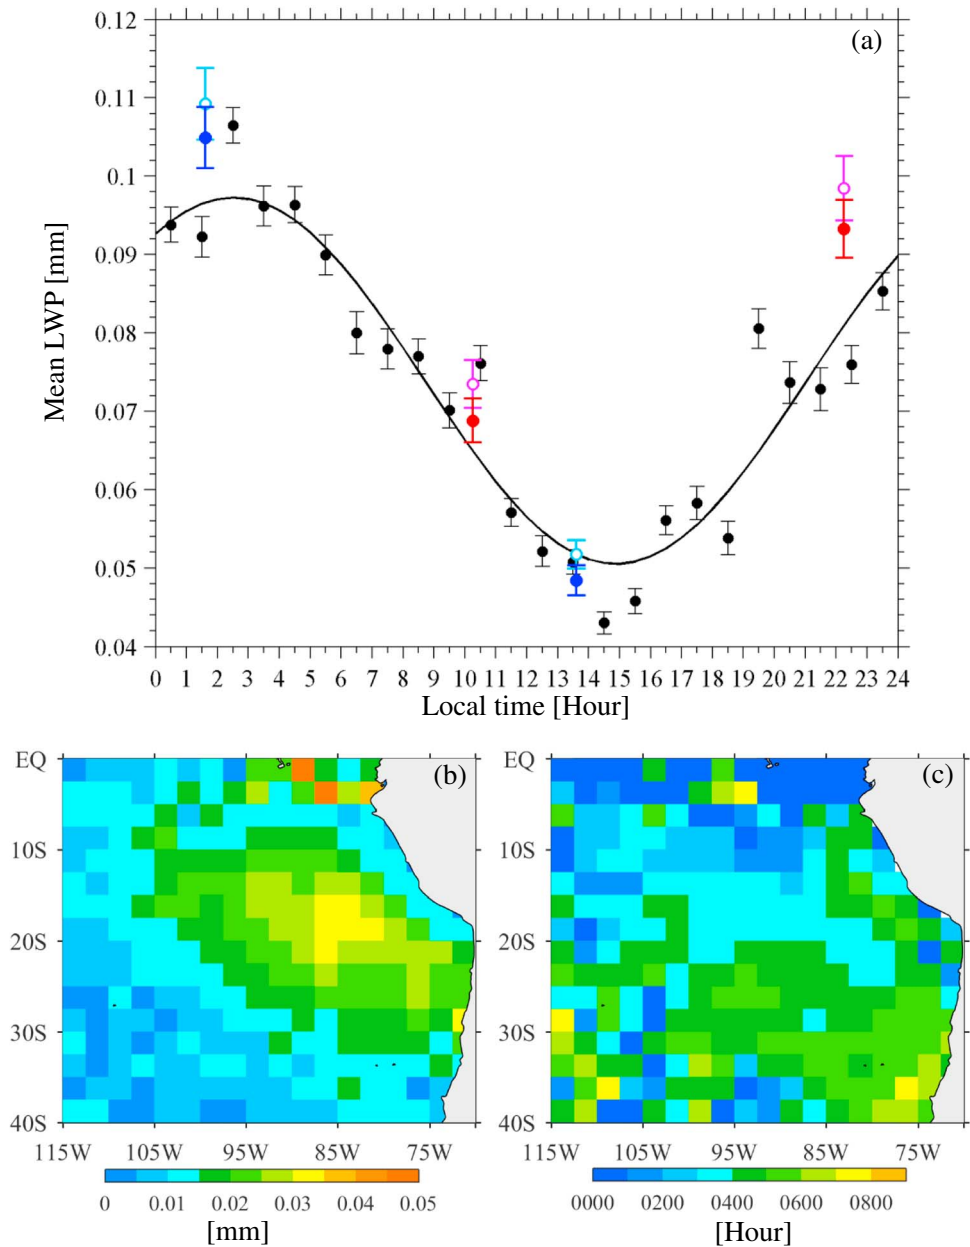 (a)
0.12
0.11
0.1
0.09
0.08
0.07
0.06
0.05
0.04
Mean LWP [mm]
0 1 2 3 4 5 6 7 8 9 10 11 12 13 14 15 16 17 18 19 20 21 22 23 24
Local time [Hour]
(b)
EQ
10S
20S
30S
40S
115W 105W 95W 85W 75W
0 0.01 0.02 0.03 0.04 0.05
[mm]
(c)
EQ
10S
20S
30S
40S
115W 105W 95W 85W 75W
0000 0200 0400 0600 0800
[Hour]